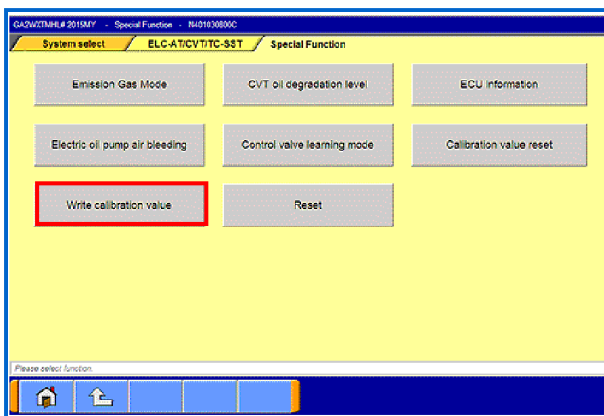 GA2WXTMHL# 2015MY - Special Function - N401030800C
System select
ELC-AT/CVT/TC-SST
Special Function
Emission Gas Mode
CVT oil degradation level
ECU information
Electric oil pump air bleeding
Control valve learning mode
Calibration value reset
Write calibration value
Reset
Please select function.